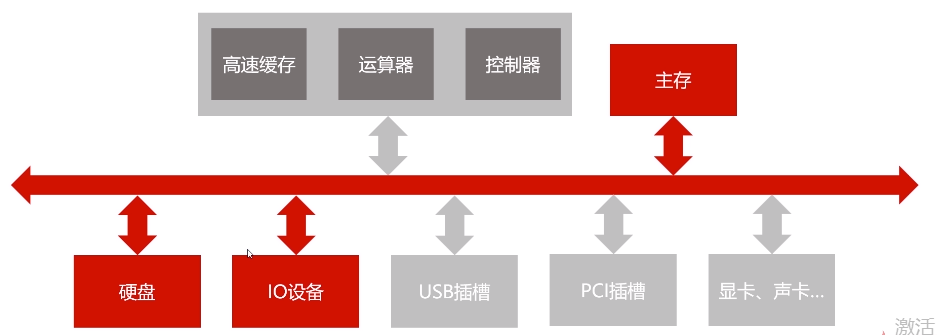 高速缓存
运算器
控制器
主存
硬盘
IO设备
USB插槽
PCI插槽
显卡、声卡...
激活